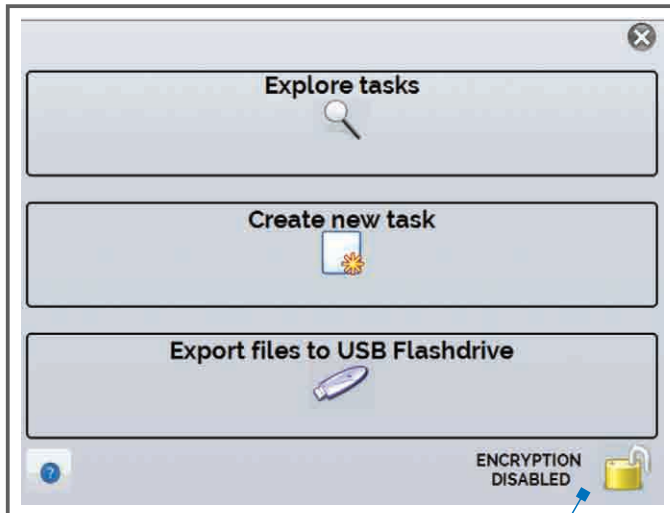 Explore tasks
Create new task
Export files to USB Flashdrive
?
ENCRYPTION
DISABLED